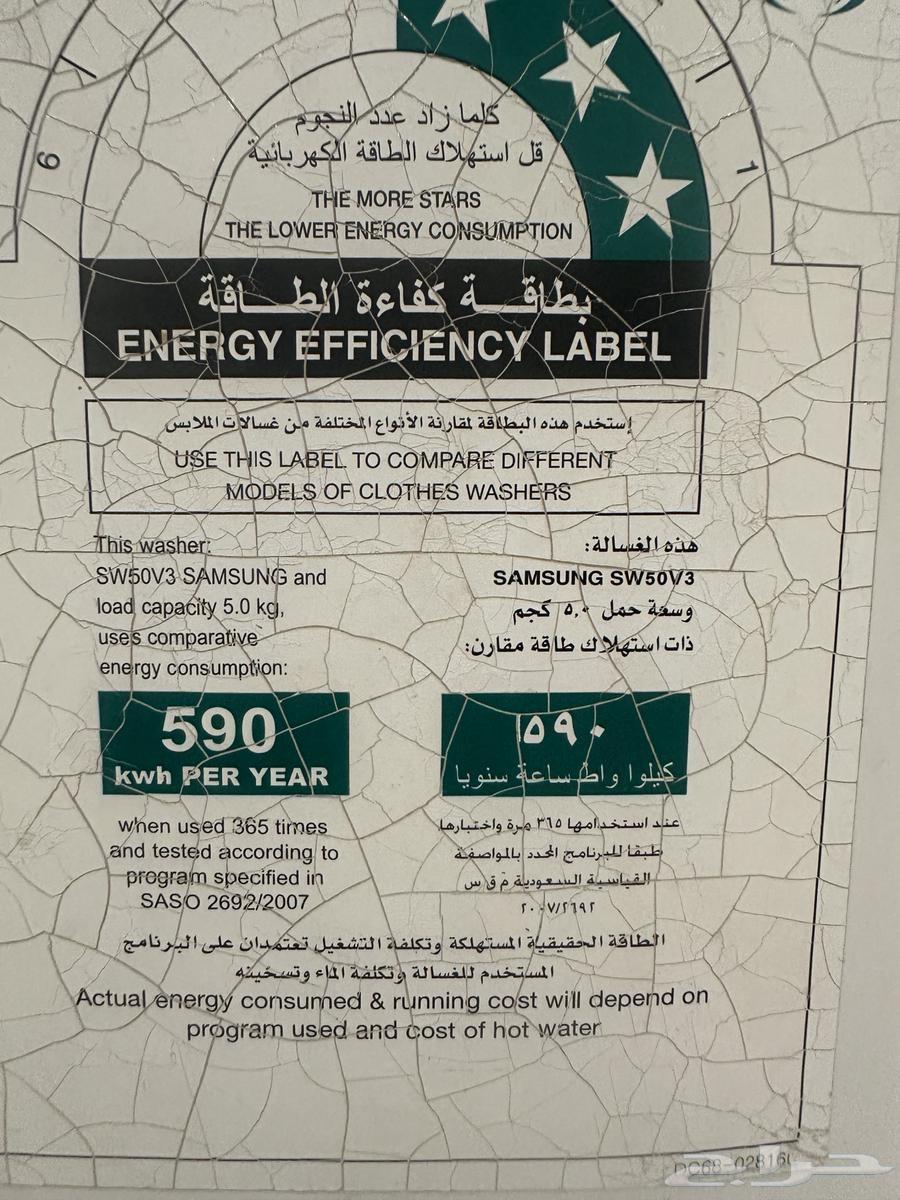 كلما زاد عدد النجوم
قل استهلاك الطاقة الكهربائية
THE MORE STARS
THE LOWER ENERGY CONSUMPTION
6
1
بطاقـــة كفاءة الطـــاقة
ENERGY EFFICIENCY LABEL
إستخدم هذه البطاقة لمقارنة الأنواع المختلفة من غسالات الملابس
USE THIS LABEL TO COMPARE DIFFERENT
MODELS OF CLOTHES WASHERS
This washer:
SW50V3 SAMSUNG and
load capacity 5.0 kg,
uses comparative
energy consumption:
590
kwh PER YEAR
when used 365 times
and tested according to
program specified in
SASO 2692/2007
هذه الغسالة:
SAMSUNG SW50V3
وسعة حمل ٥,٠ كجم
ذات استهلاك طاقة مقارن:
٥٩٠
كيلوا واط ساعة سنويا
عند استخدامها ٣٦٥ مرة واختبارها
طبقا للبرنامج المحدد بالمواصفة
القياسية السعودية م ق س
٢٠٠٧/٢٦٩٢
الطاقة الحقيقية المستهلكة وتكلفة التشغيل تعتمدان على البرنامج
المستخدم للغسالة وتكلفة الماء وتسخينه
Actual energy consumed & running cost will depend on
program used and cost of hot water
حراج